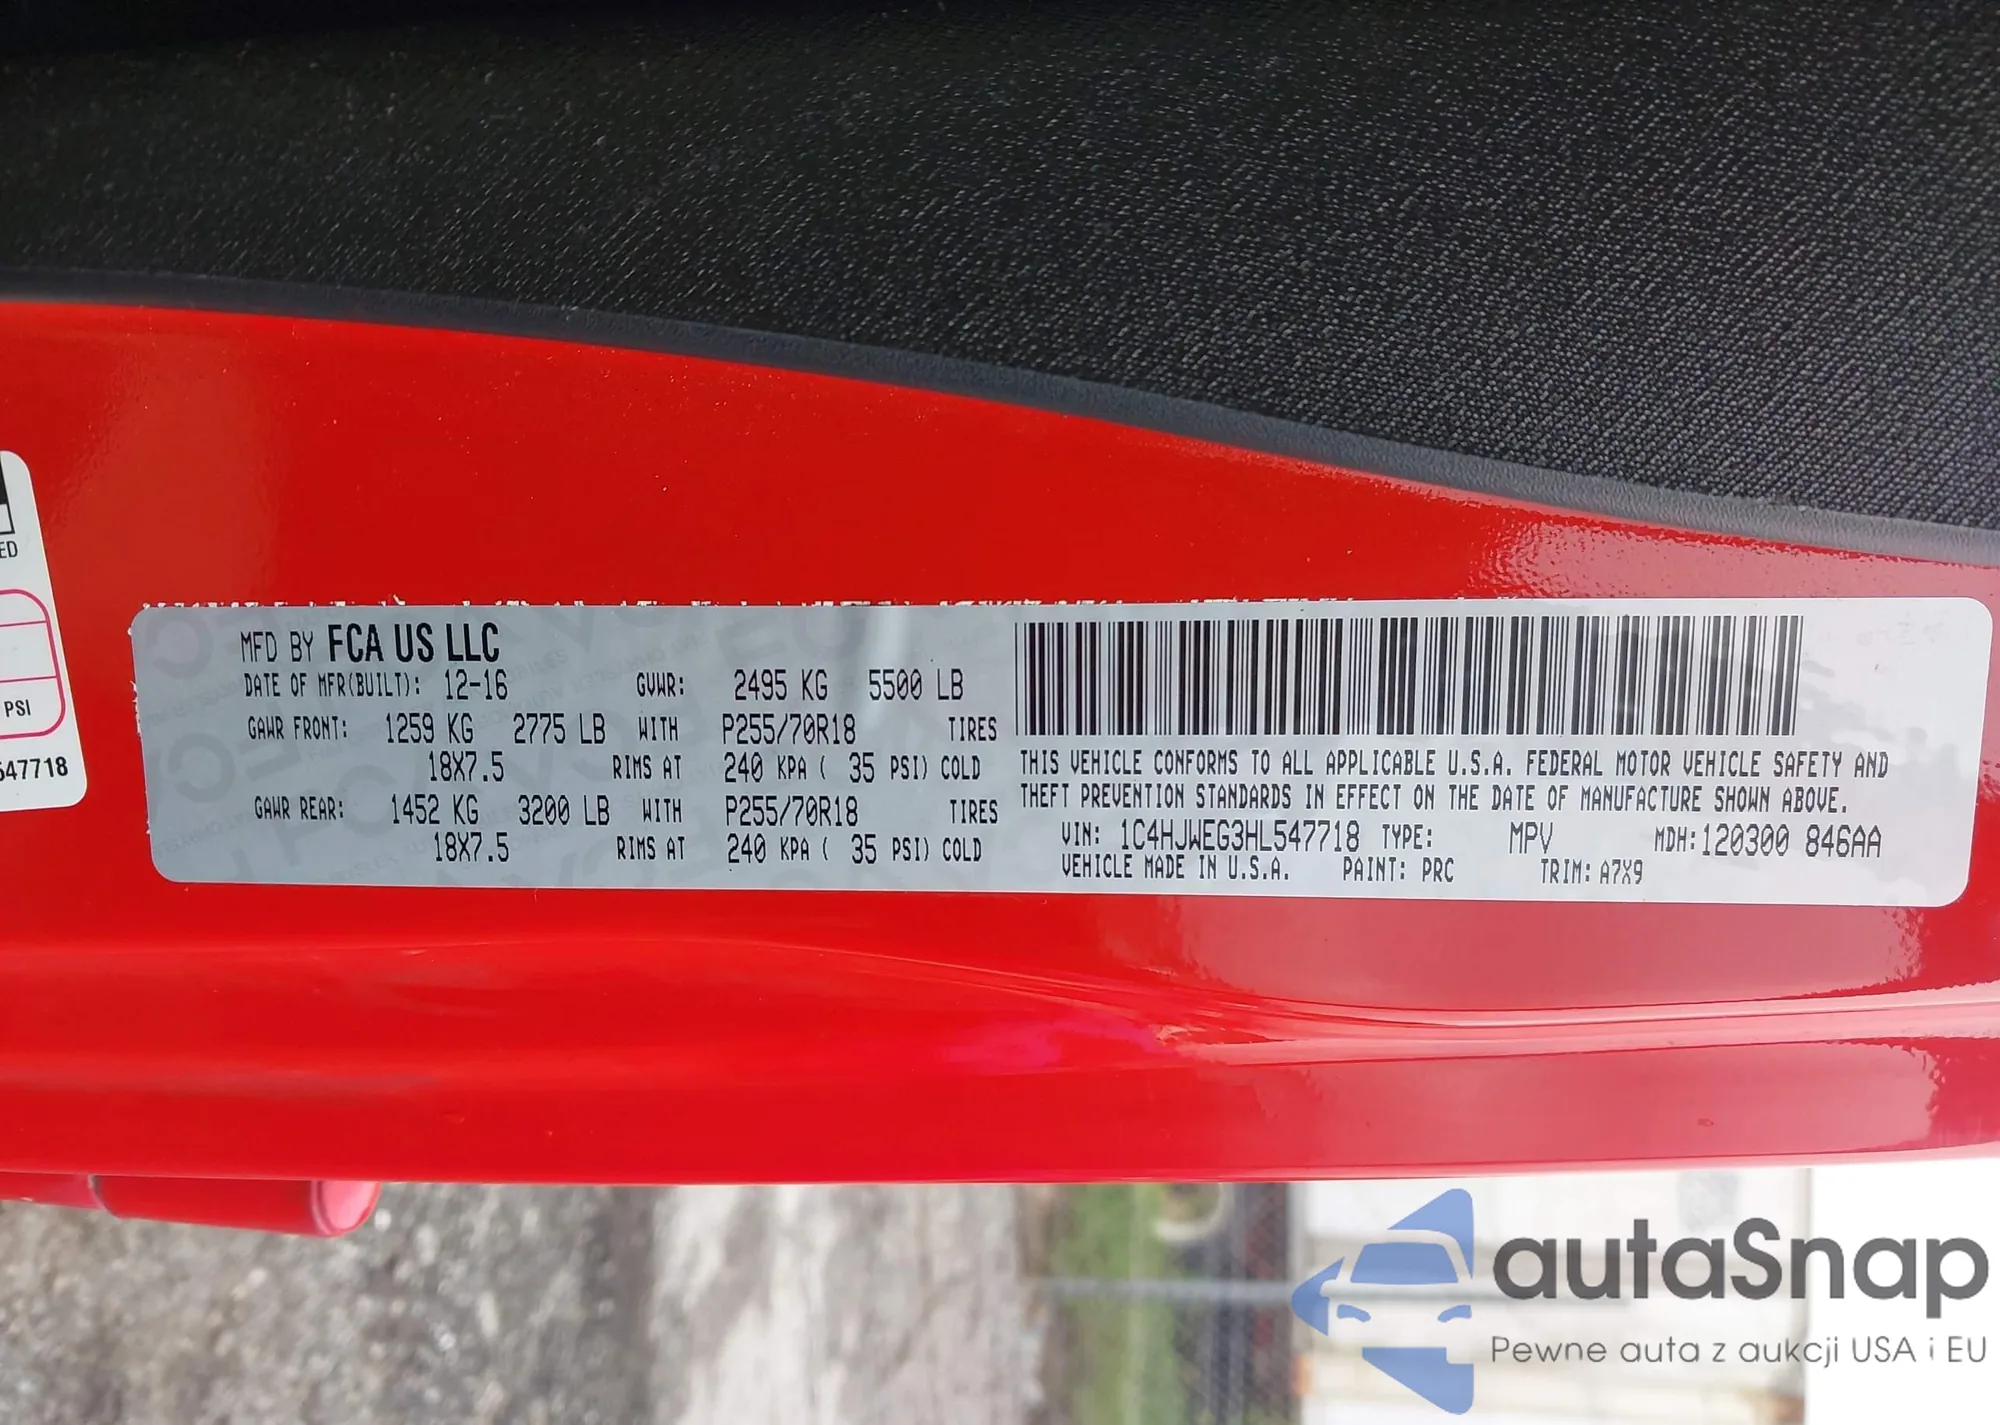 ED
PSI
547718
MFD BY FCA US LLC
DATE OF MFR(BUILT): 12-16 GVWR: 2495 KG 5500 LB
GAWR FRONT: 1259 KG 2775 LB WITH P255/70R18 TIRES
18X7.5 RIMS AT 240 KPA ( 35 PSI) COLD
GAWR REAR: 1452 KG 3200 LB WITH P255/70R18 TIRES
18X7.5 RIMS AT 240 KPA ( 35 PSI) COLD
THIS VEHICLE CONFORMS TO ALL APPLICABLE U.S.A. FEDERAL MOTOR VEHICLE SAFETY AND
THEFT PREVENTION STANDARDS IN EFFECT ON THE DATE OF MANUFACTURE SHOWN ABOVE.
VIN: 1C4HJWEG3HL547718 TYPE: MPV MDH:120300 846AA
VEHICLE MADE IN U.S.A. PAINT: PRC TRIM: A7X9
autaSnap
Pewne auta z aukcji USA i EU